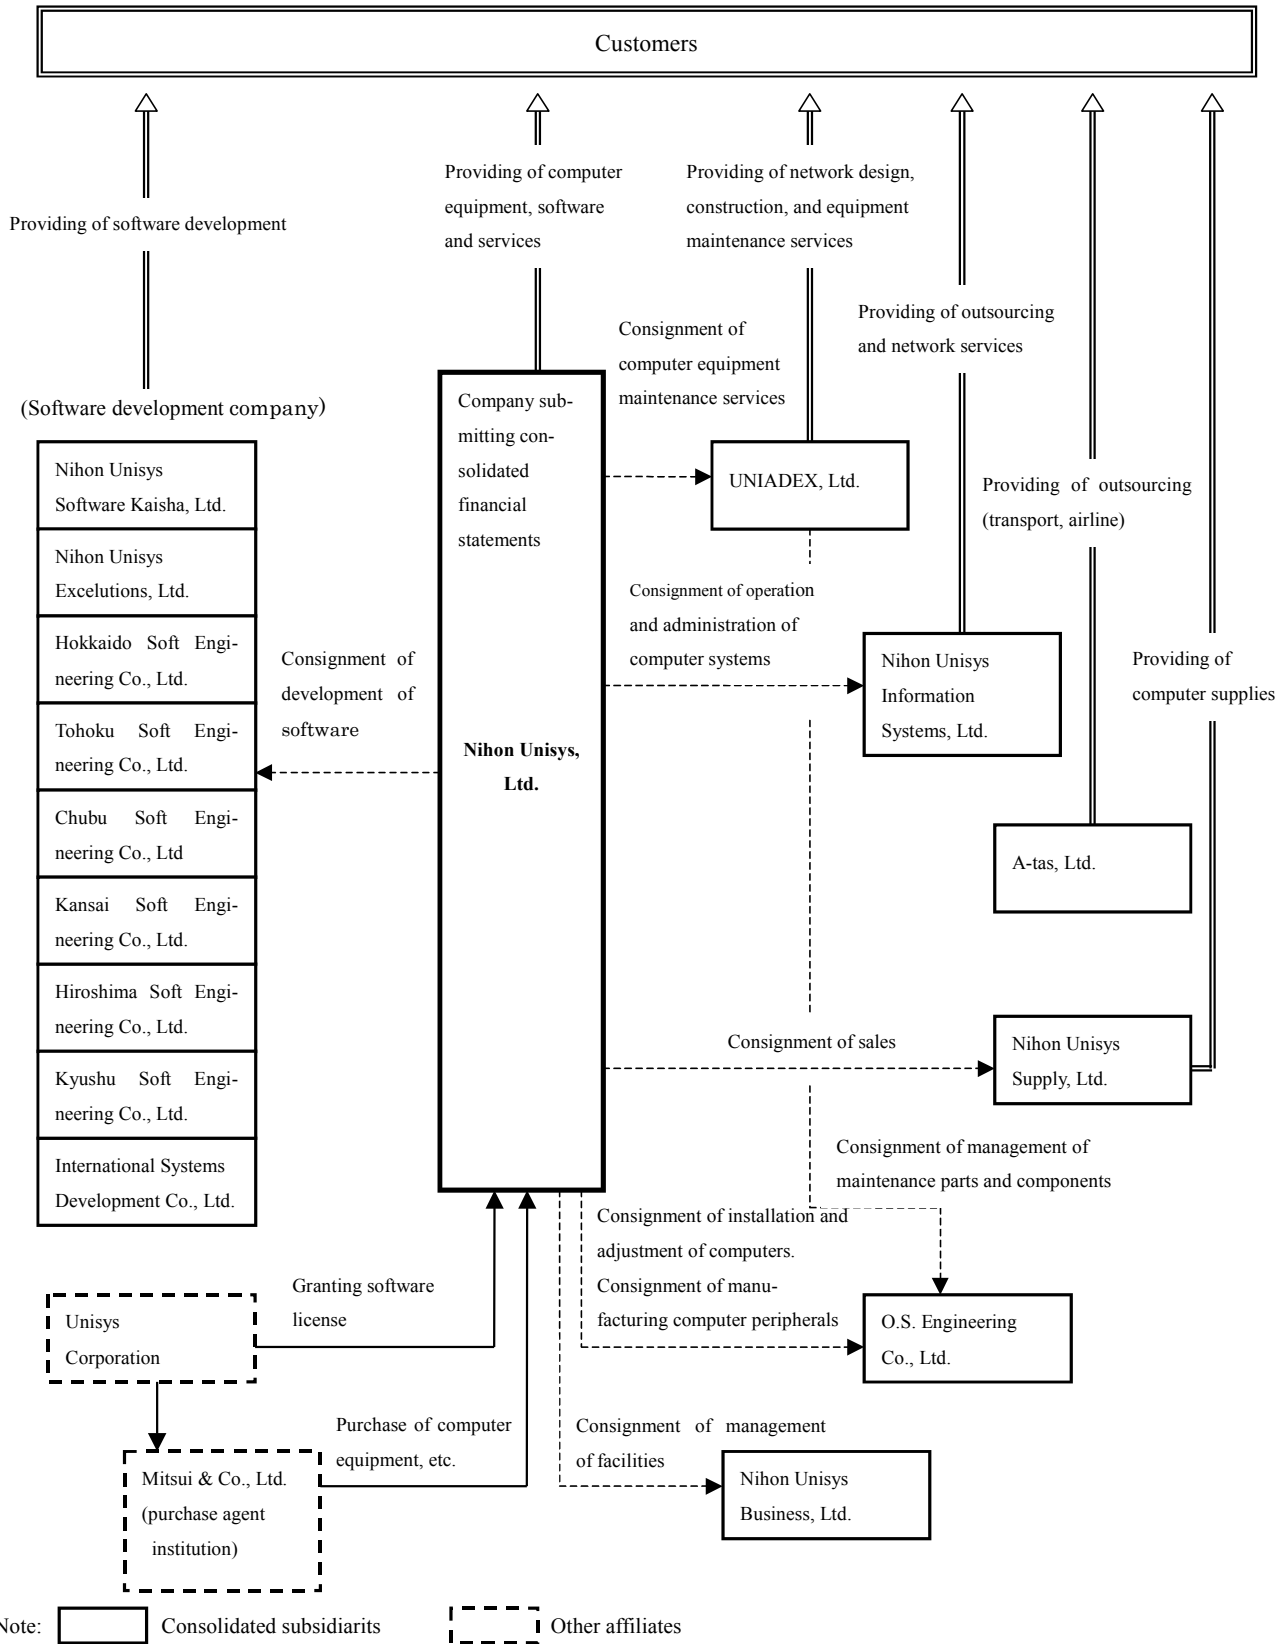 Customers
Providing of software development
Providing of computer
equipment, software
and services
Providing of network design,
construction, and equipment
maintenance services
Providing of outsourcing
and network services
Providing of outsourcing
(transport, airline)
Providing of
computer supplies
(Software development company)
Nihon Unisys
Software Kaisha, Ltd.
Nihon Unisys
Excelutions, Ltd.
Hokkaido Soft Engi-
neering Co., Ltd.
Tohoku Soft Engi-
neering Co., Ltd.
Chubu Soft Engi-
neering Co., Ltd
Kansai Soft Engi-
neering Co., Ltd.
Hiroshima Soft Engi-
neering Co., Ltd.
Kyushu Soft Engi-
neering Co., Ltd.
International Systems
Development Co., Ltd.
Consignment of
development of
software
Company sub-
mitting con-
solidated
financial
statements
Nihon Unisys,
Ltd.
Consignment of
computer equipment
maintenance services
UNIADEX, Ltd.
Consignment of operation
and administration of
computer systems
Nihon Unisys
Information
Systems, Ltd.
A-tas, Ltd.
Consignment of sales
Nihon Unisys
Supply, Ltd.
Consignment of management of
maintenance parts and components
Consignment of installation and
adjustment of computers.
Consignment of manu-
facturing computer peripherals
O.S. Engineering
Co., Ltd.
Granting software
license
Unisys
Corporation
Purchase of computer
equipment, etc.
Mitsui & Co., Ltd.
(purchase agent
institution)
Consignment of management
of facilities
Nihon Unisys
Business, Ltd.
Note:
Consolidated subsidiarits
Other affiliates